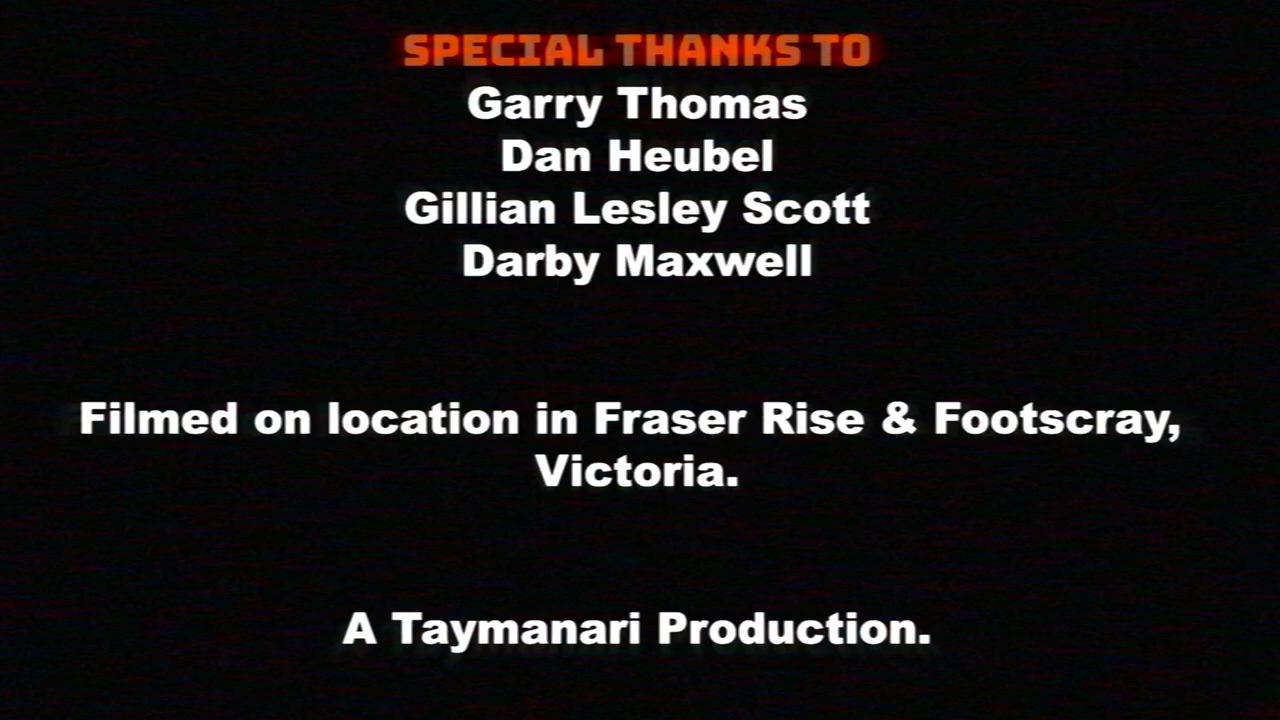 SPECIAL THANKS TO
Garry Thomas
Dan Heubel
Gillian Lesley Scott
Darby Maxwell
Filmed on location in Fraser Rise & Footscray,
Victoria.
A Taymanari Production.